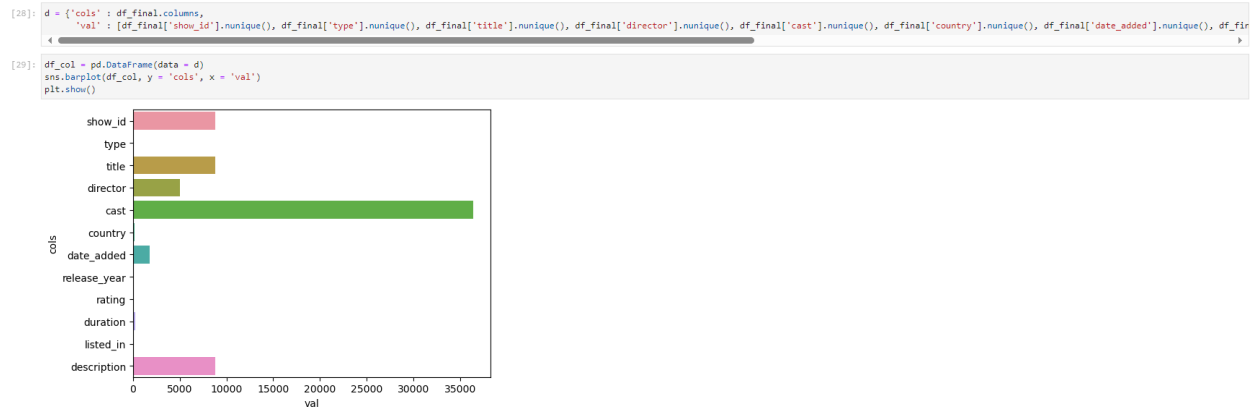 [28]: d = {'cols' : df_final.columns,
'val' : [df_final['show_id'].nunique(), df_final['type'].nunique(), df_final['title'].nunique(), df_final['director'].nunique(), df_final['cast'].nunique(), df_final['country'].nunique(), df_final['date_added'].nunique(), df_fir
[29]: df_col = pd.DataFrame(data = d)
sns.barplot(df_col, y = 'cols', x = 'val')
plt.show()
show_id
type
title
director
cast
country
cols
date_added
release_year
rating
duration
listed_in
description
0 5000 10000 15000 20000 25000 30000 35000
val